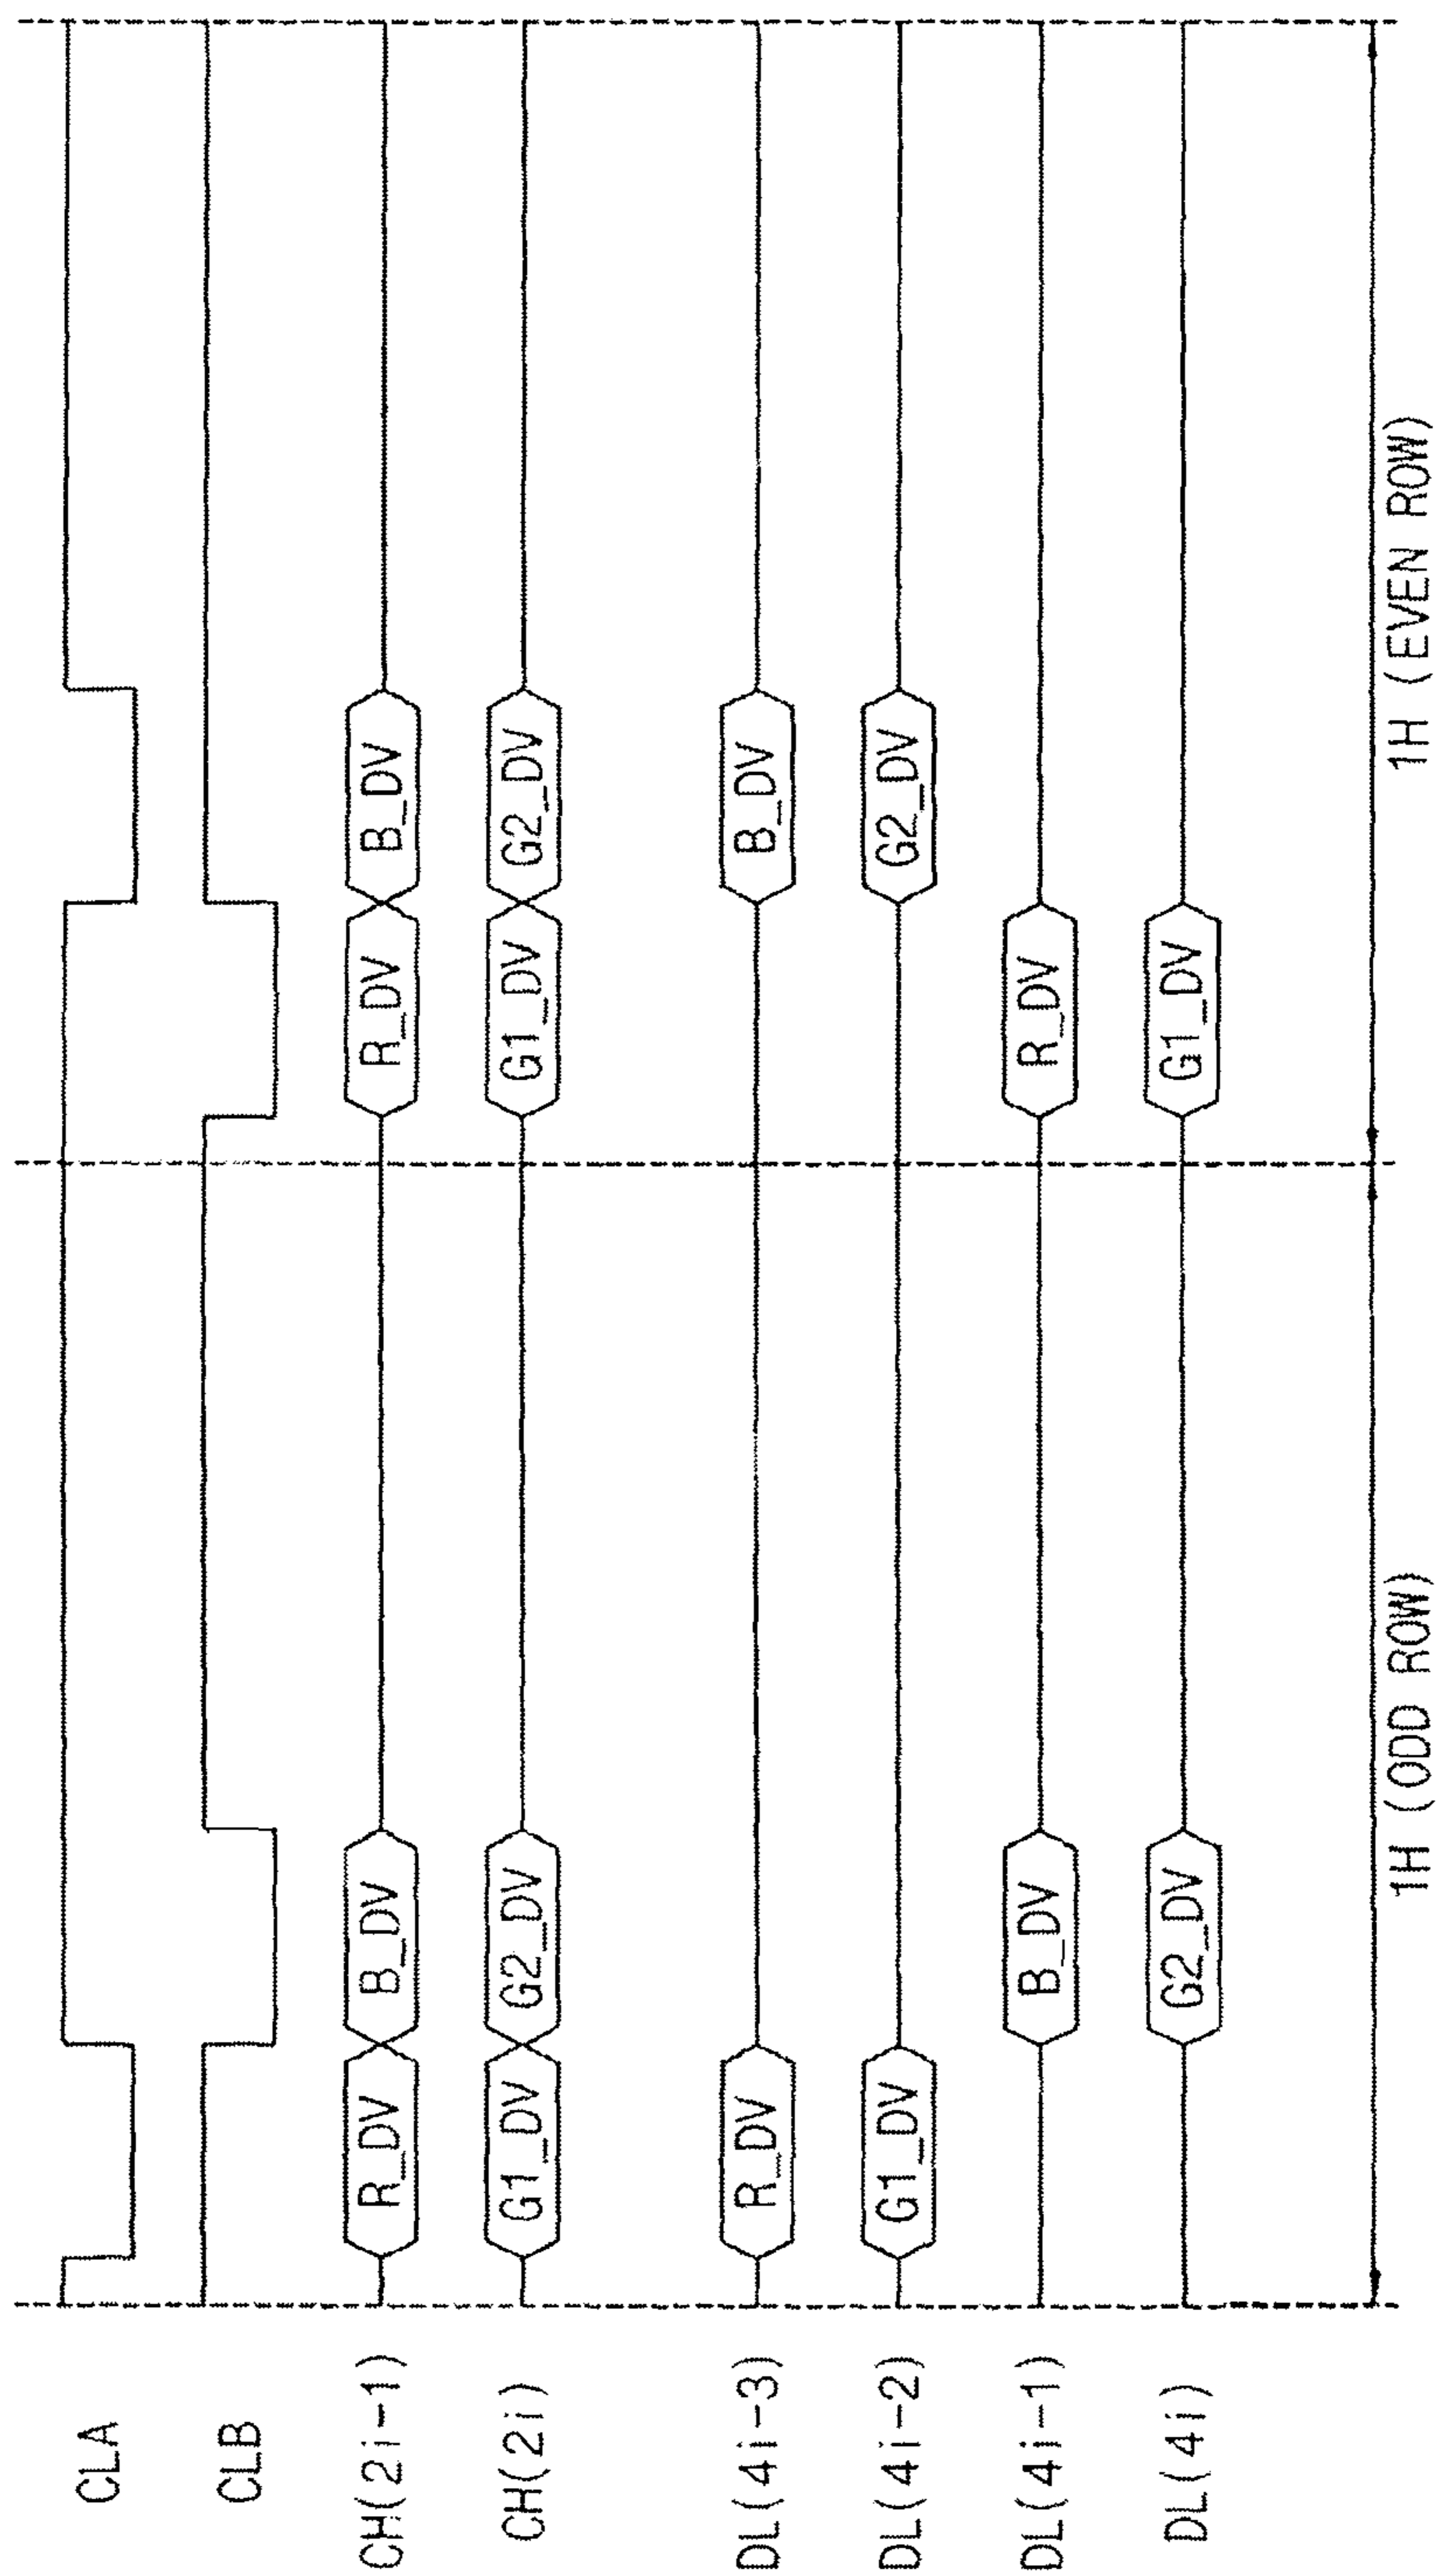 CLA
CLB
CH(2i-1)
R_DV B_DV R_DV B_DV
CH(2i)
G1_DV G2_DV G1_DV G2_DV
DL(4i-3)
R_DV B_DV
DL(4i-2)
G1_DV G2_DV
DL(4i-1)
B_DV R_DV
DL(4i)
G2_DV G1_DV
1H (ODD ROW) 1H (EVEN ROW)